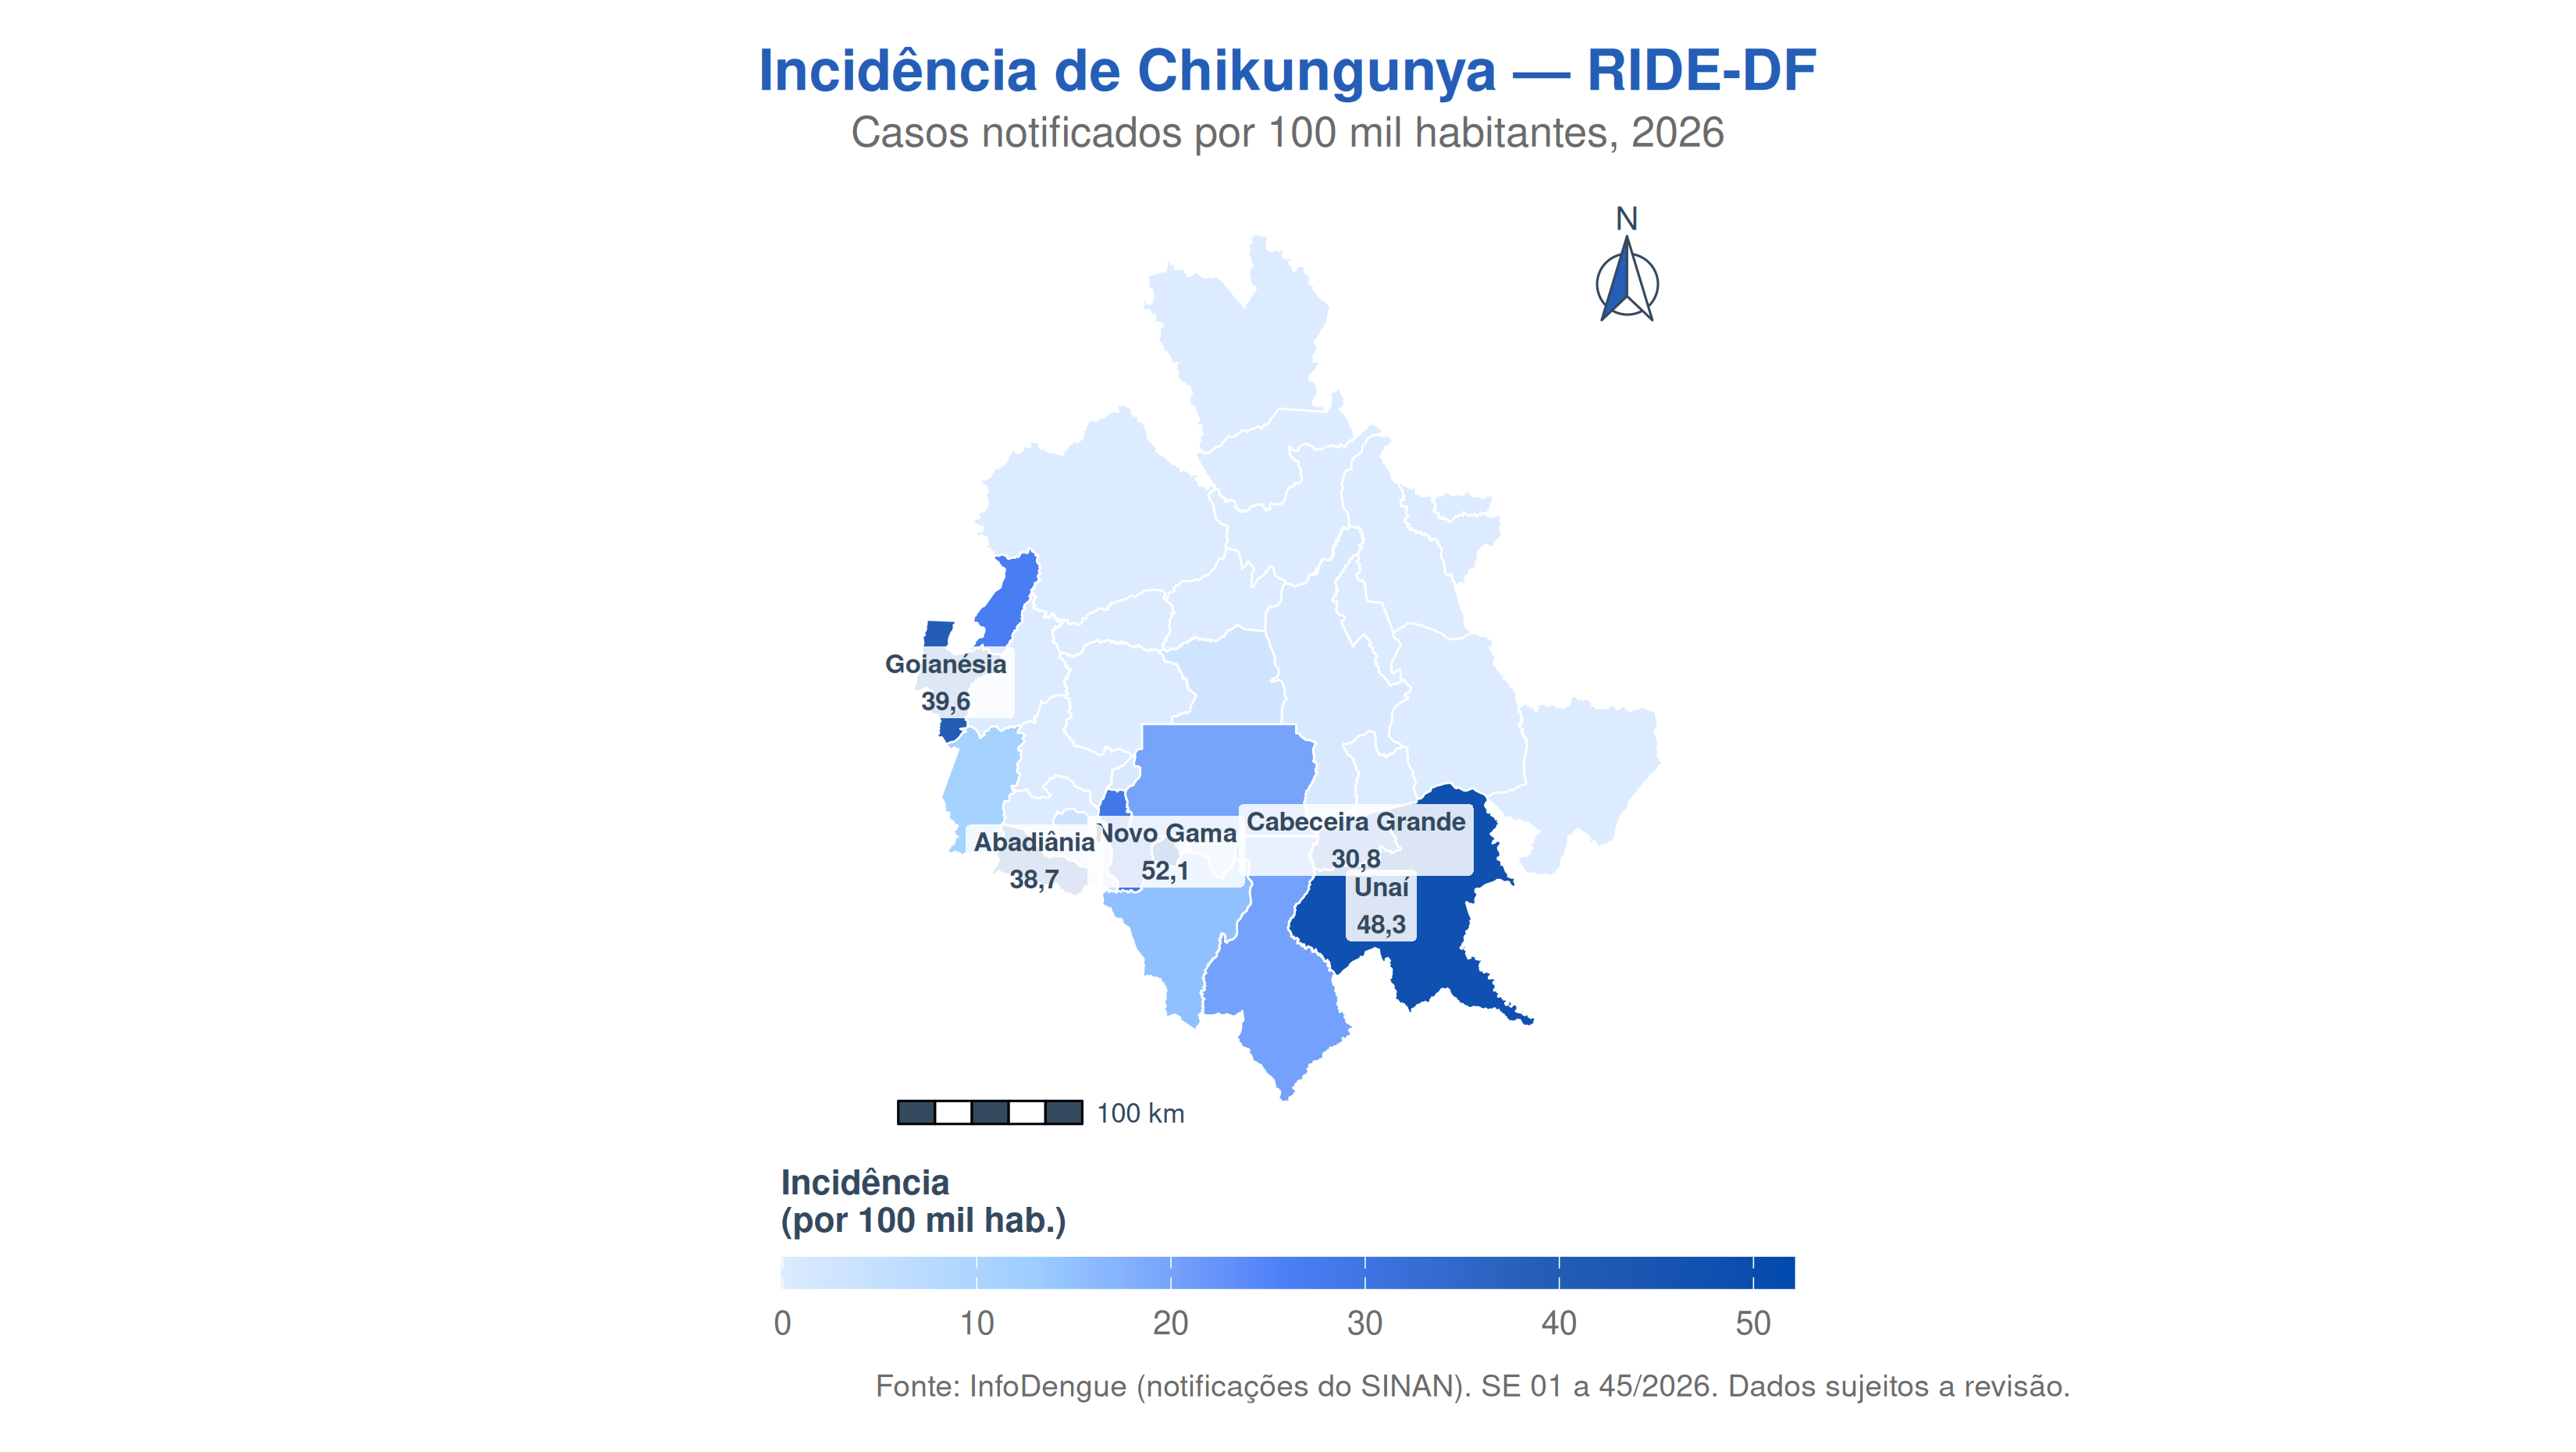 Incidência de Chikungunya — RIDE-DF
Casos notificados por 100 mil habitantes, 2026
N
Goianésia
39,6
Abadiânia
38,7
Novo Gama
52,1
Cabeceira Grande
30,8
Unaí
48,3
100 km
Incidência
(por 100 mil hab.)
0 10 20 30 40 50
Fonte: InfoDengue (notificações do SINAN). SE 01 a 45/2026. Dados sujeitos a revisão.